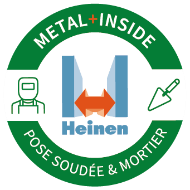 METAL+INSIDE
Heinen
POSE SOUDÉE & MORTIER